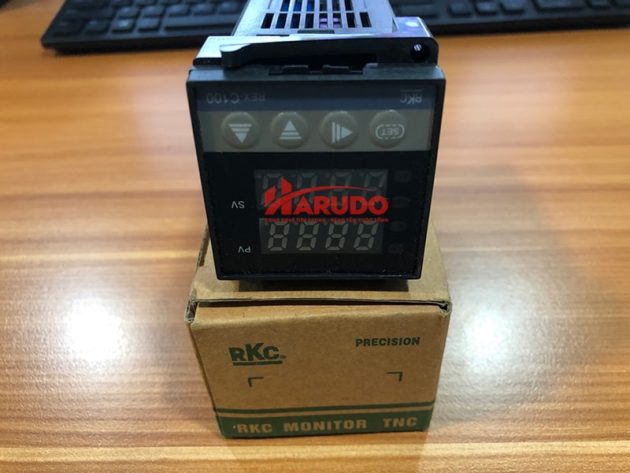 REX-C100
RKC
SET
SV
HARUDO
PV
RKC
PRECISION
RKC MONITOR TNC